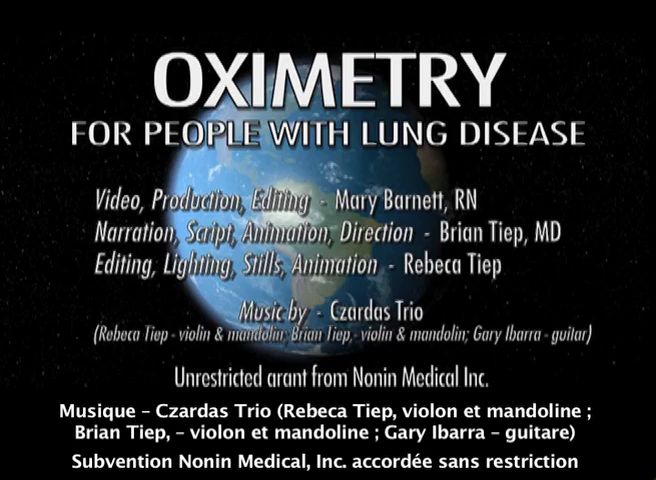 OXIMETRY
FOR PEOPLE WITH LUNG DISEASE
Video, Production, Editing - Mary Barnett, RN
Narration, Script, Animation, Direction - Brian Tiep, MD
Editing, Lighting, Stills, Animation - Rebeca Tiep
Music by - Czardas Trio
(Rebeca Tiep - violin & mandolin; Brian Tiep, - violin & mandolin; Gary Ibarra - guitar)
Unrestricted grant from Nonin Medical Inc.
Musique – Czardas Trio (Rebeca Tiep, violon et mandoline ;
Brian Tiep, – violon et mandoline ; Gary Ibarra – guitare)
Subvention Nonin Medical, Inc. accordée sans restriction